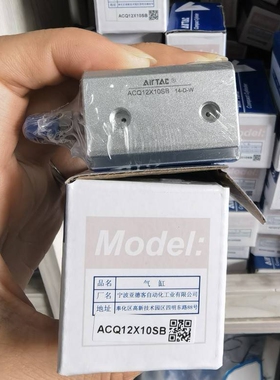 AIRTAC
ACQ12X10SB 14-D-W
Model:
品名 气缸
厂名 宁波亚德客自动化工业有限公司
厂址 奉化区高新技术园区四明东路88号
ACQ12X10SB